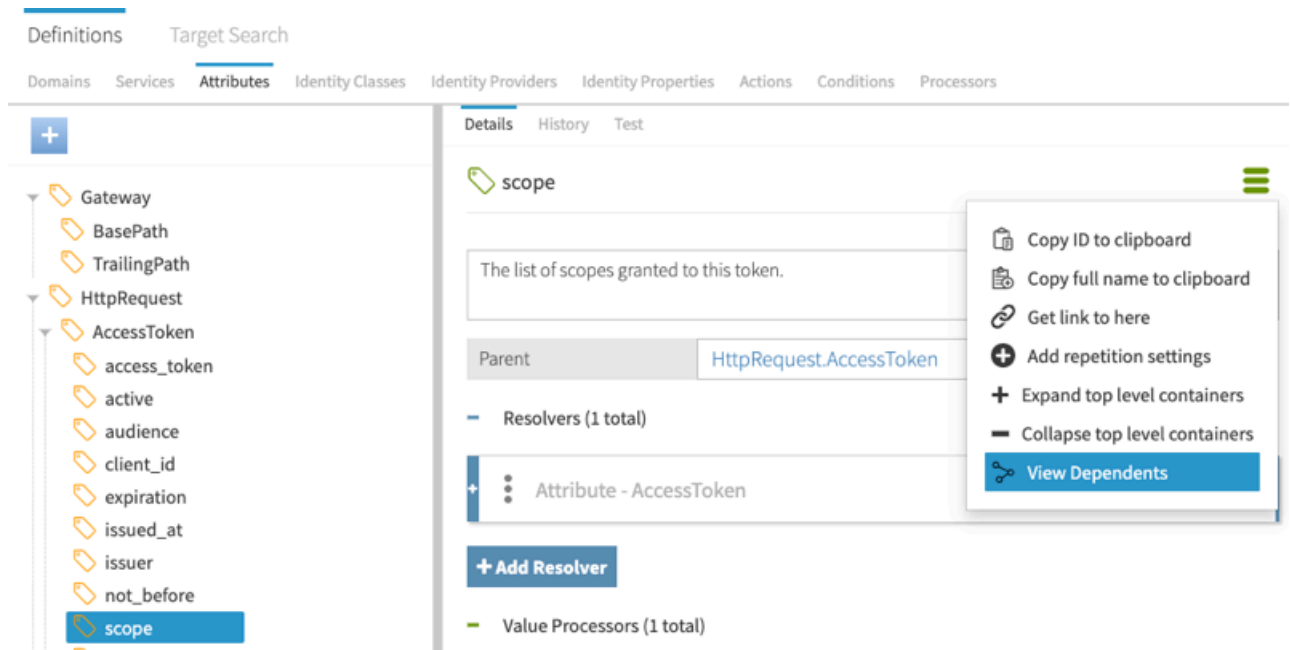 Definitions Target Search
Domains Services Attributes Identity Classes Identity Providers Identity Properties Actions Conditions Processors
+
Gateway
BasePath
TrailingPath
HttpRequest
AccessToken
access_token
active
audience
client_id
expiration
issued_at
issuer
not_before
scope
Details History Test
scope
The list of scopes granted to this token.
Parent HttpRequest.AccessToken
Resolvers (1 total)
Attribute - AccessToken
+ Add Resolver
Value Processors (1 total)
Copy ID to clipboard
Copy full name to clipboard
Get link to here
Add repetition settings
Expand top level containers
Collapse top level containers
View Dependents